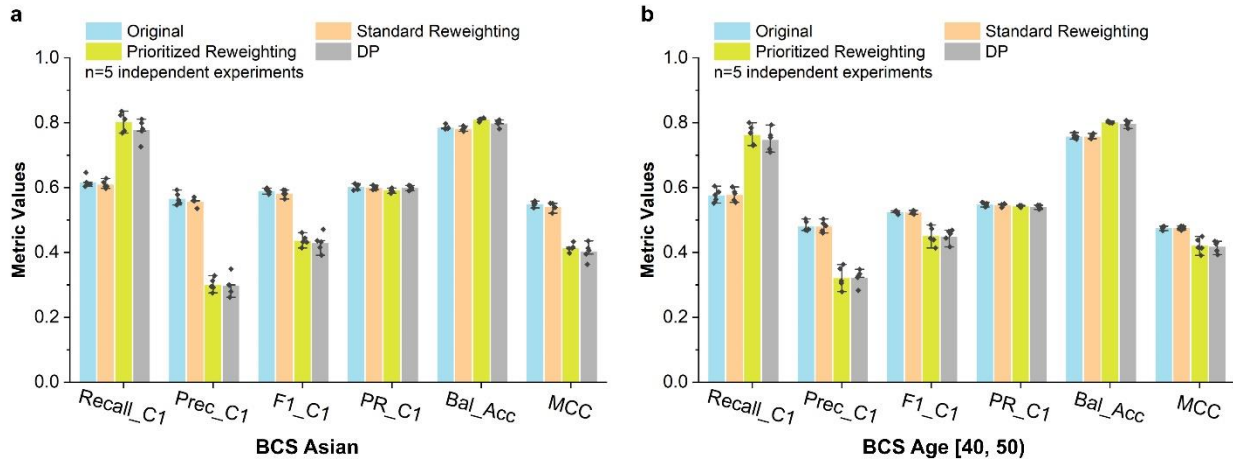 a
Original
Standard Reweighting
Prioritized Reweighting
DP
n=5 independent experiments
1.0
0.8
0.6
0.4
0.2
0.0
Metric Values
Recall_C1
Prec_C1
F1_C1
PR_C1
Bal_Acc
MCC
BCS Asian
b
Original
Standard Reweighting
Prioritized Reweighting
DP
n=5 independent experiments
1.0
0.8
0.6
0.4
0.2
0.0
Metric Values
Recall_C1
Prec_C1
F1_C1
PR_C1
Bal_Acc
MCC
BCS Age [40, 50)